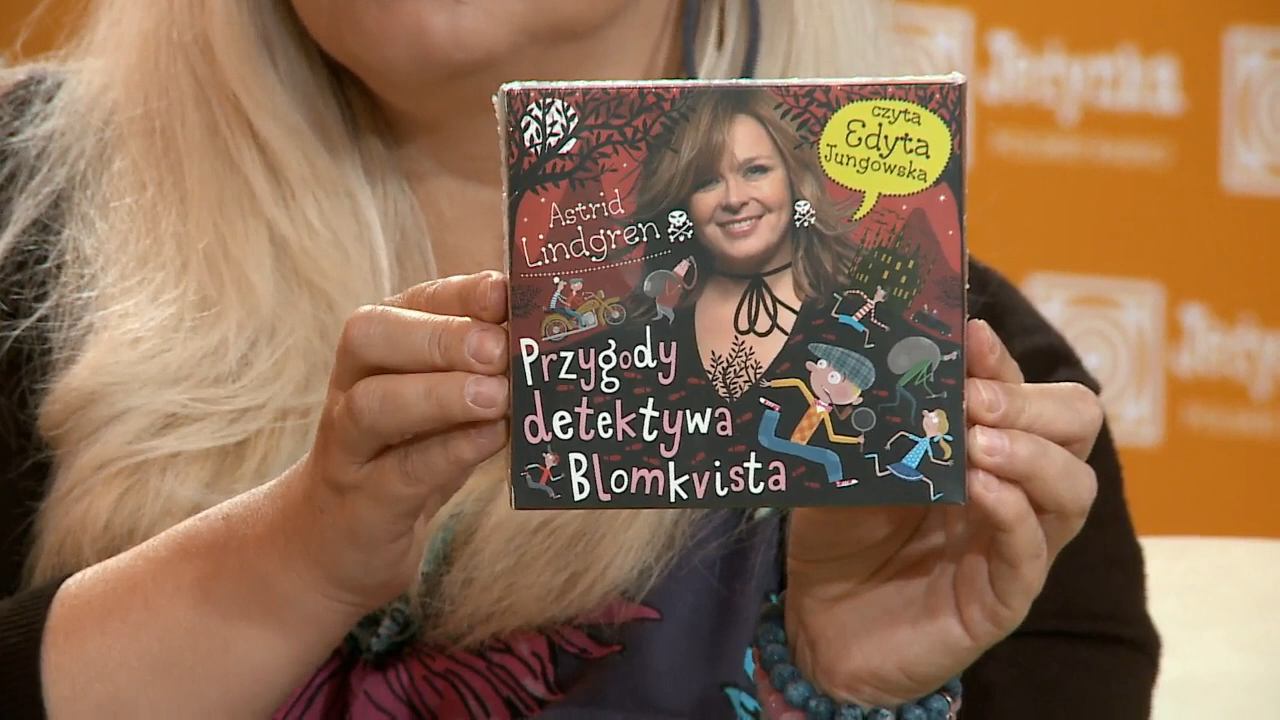 czyta
Edyta
Jungowska
Astrid
Lindgren
Przygody
detektywa
Blomkvista